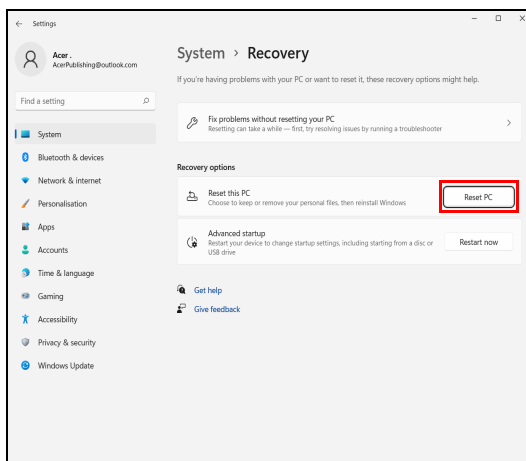 Settings
Acer .
AcerPublishing@outlook.com
Find a setting
System
Bluetooth & devices
Network & internet
Personalisation
Apps
Accounts
Time & language
Gaming
Accessibility
Privacy & security
Windows Update
System > Recovery
If you're having problems with your PC or want to reset it, these recovery options might help.
Fix problems without resetting your PC
Resetting can take a while — first, try resolving issues by running a troubleshooter
Recovery options
Reset this PC
Choose to keep or remove your personal files, then reinstall Windows
Reset PC
Advanced startup
Restart your device to change startup settings, including starting from a disc or
USB drive
Restart now
Get help
Give feedback